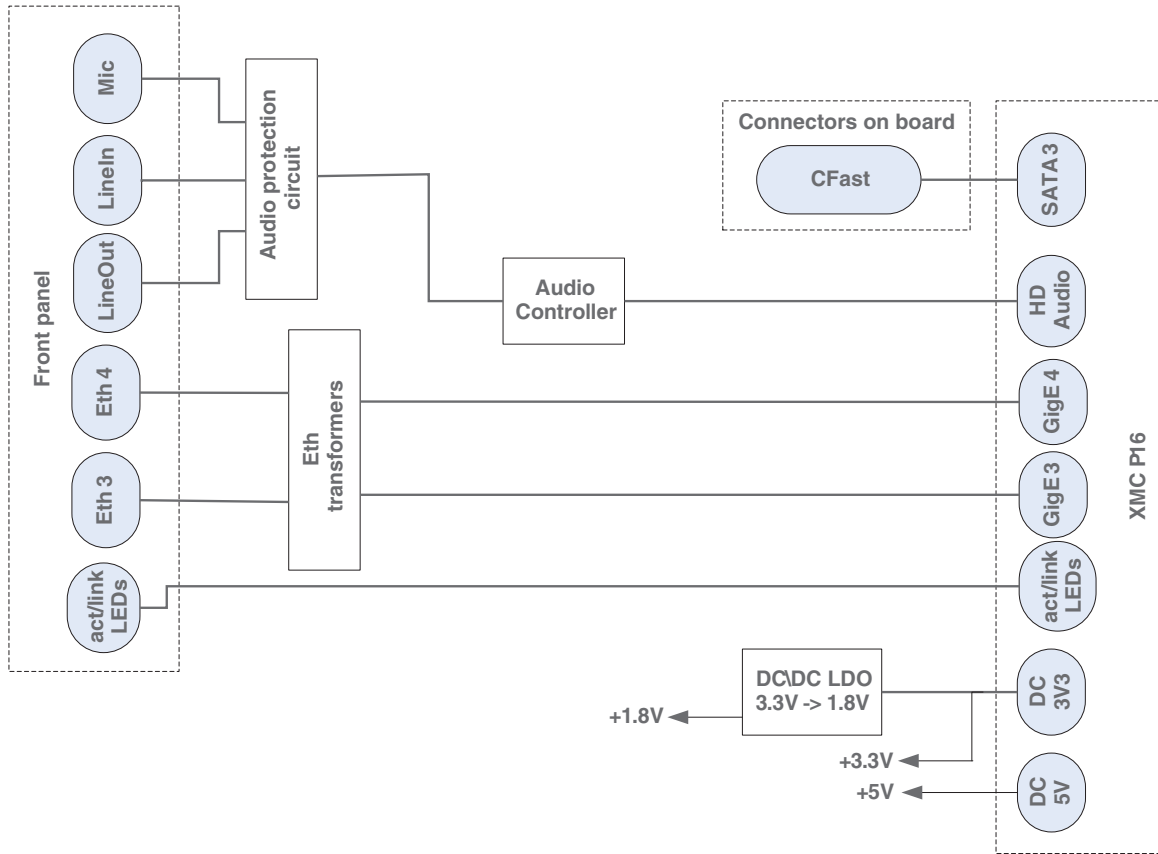 Front panel
Mic
LineIn
LineOut
Eth 4
Eth 3
act/link
LEDs
Audio protection
circuit
Eth
transformers
Audio
Controller
Connectors on board
CFast
DC\DC LDO
3.3V -> 1.8V
+1.8V
+3.3V
+5V
SATA 3
HD
Audio
GigE 4
GigE 3
act/link
LEDs
DC
3V3
DC
5V
XMC P16